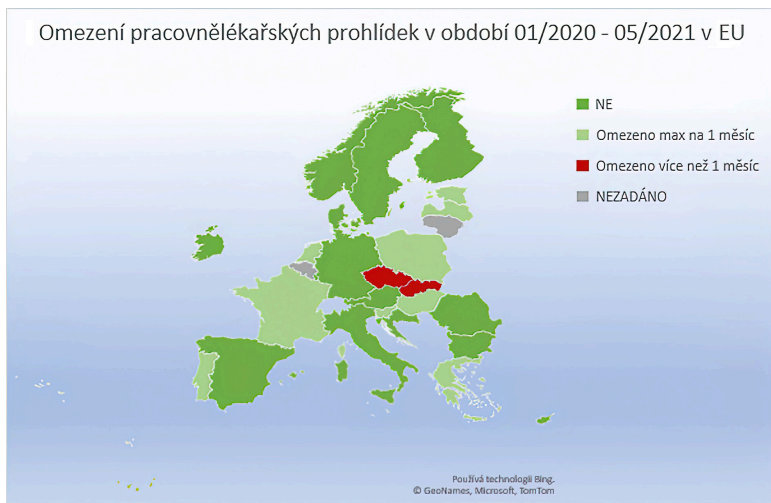 Omezení pracovnělékařských prohlídek v období 01/2020 - 05/2021 v EU
NE
Omezeno max na 1 měsíc
Omezeno více než 1 měsíc
NEZADÁNO
Používá technologii Bing.
© GeoNames, Microsoft, TomTom